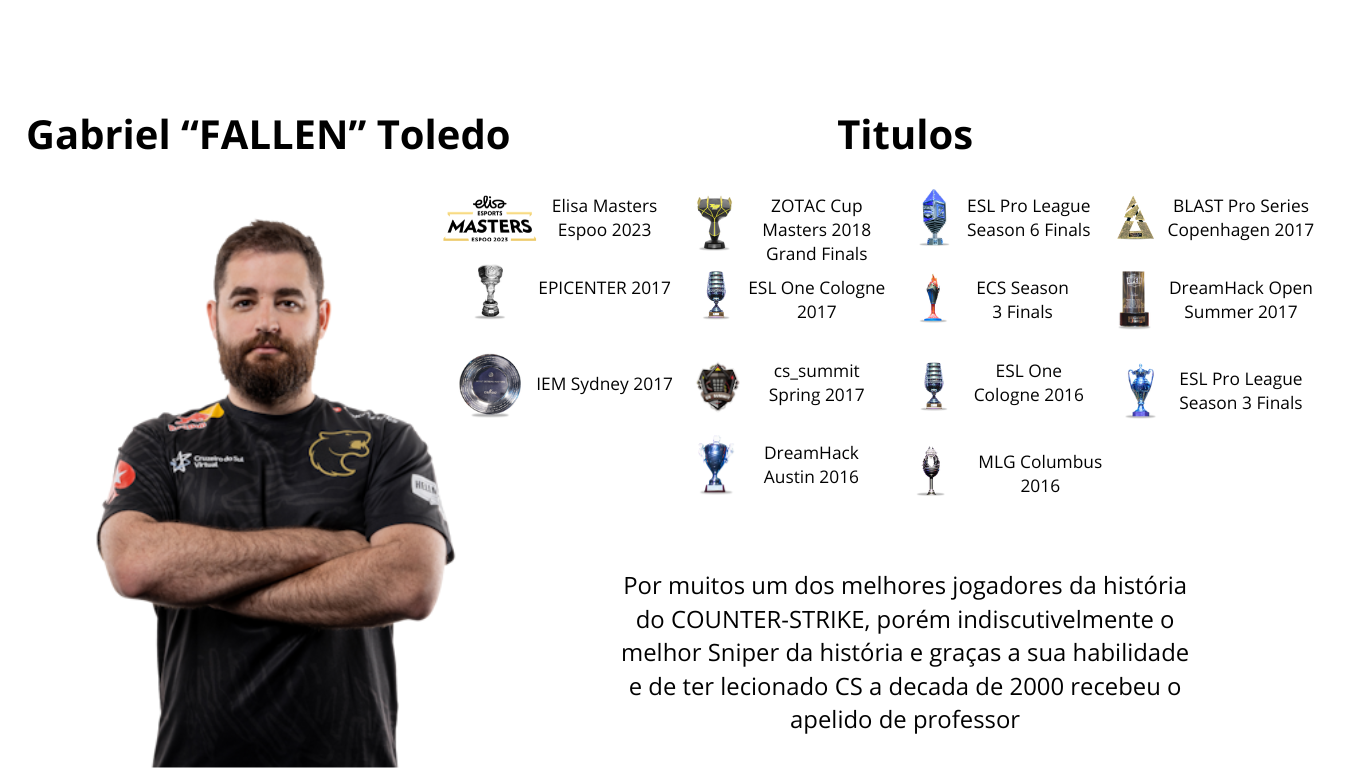 Gabriel “FALLEN” Toledo
Titulos
elisa
ESPORTS
MASTERS
ESPOO 2023
Elisa Masters
Espoo 2023
ZOTAC Cup
Masters 2018
Grand Finals
ESL Pro League
Season 6 Finals
BLAST Pro Series
Copenhagen 2017
EPICENTER 2017
ESL One Cologne
2017
ECS Season
3 Finals
DreamHack Open
Summer 2017
IEM Sydney 2017
cs_summit
Spring 2017
ESL One
Cologne 2016
ESL Pro League
Season 3 Finals
DreamHack
Austin 2016
MLG Columbus
2016
Cruzeiro do Sul
Virtual
Por muitos um dos melhores jogadores da história
do COUNTER-STRIKE, porém indiscutivelmente o
melhor Sniper da história e graças a sua habilidade
e de ter lecionado CS a decada de 2000 recebeu o
apelido de professor